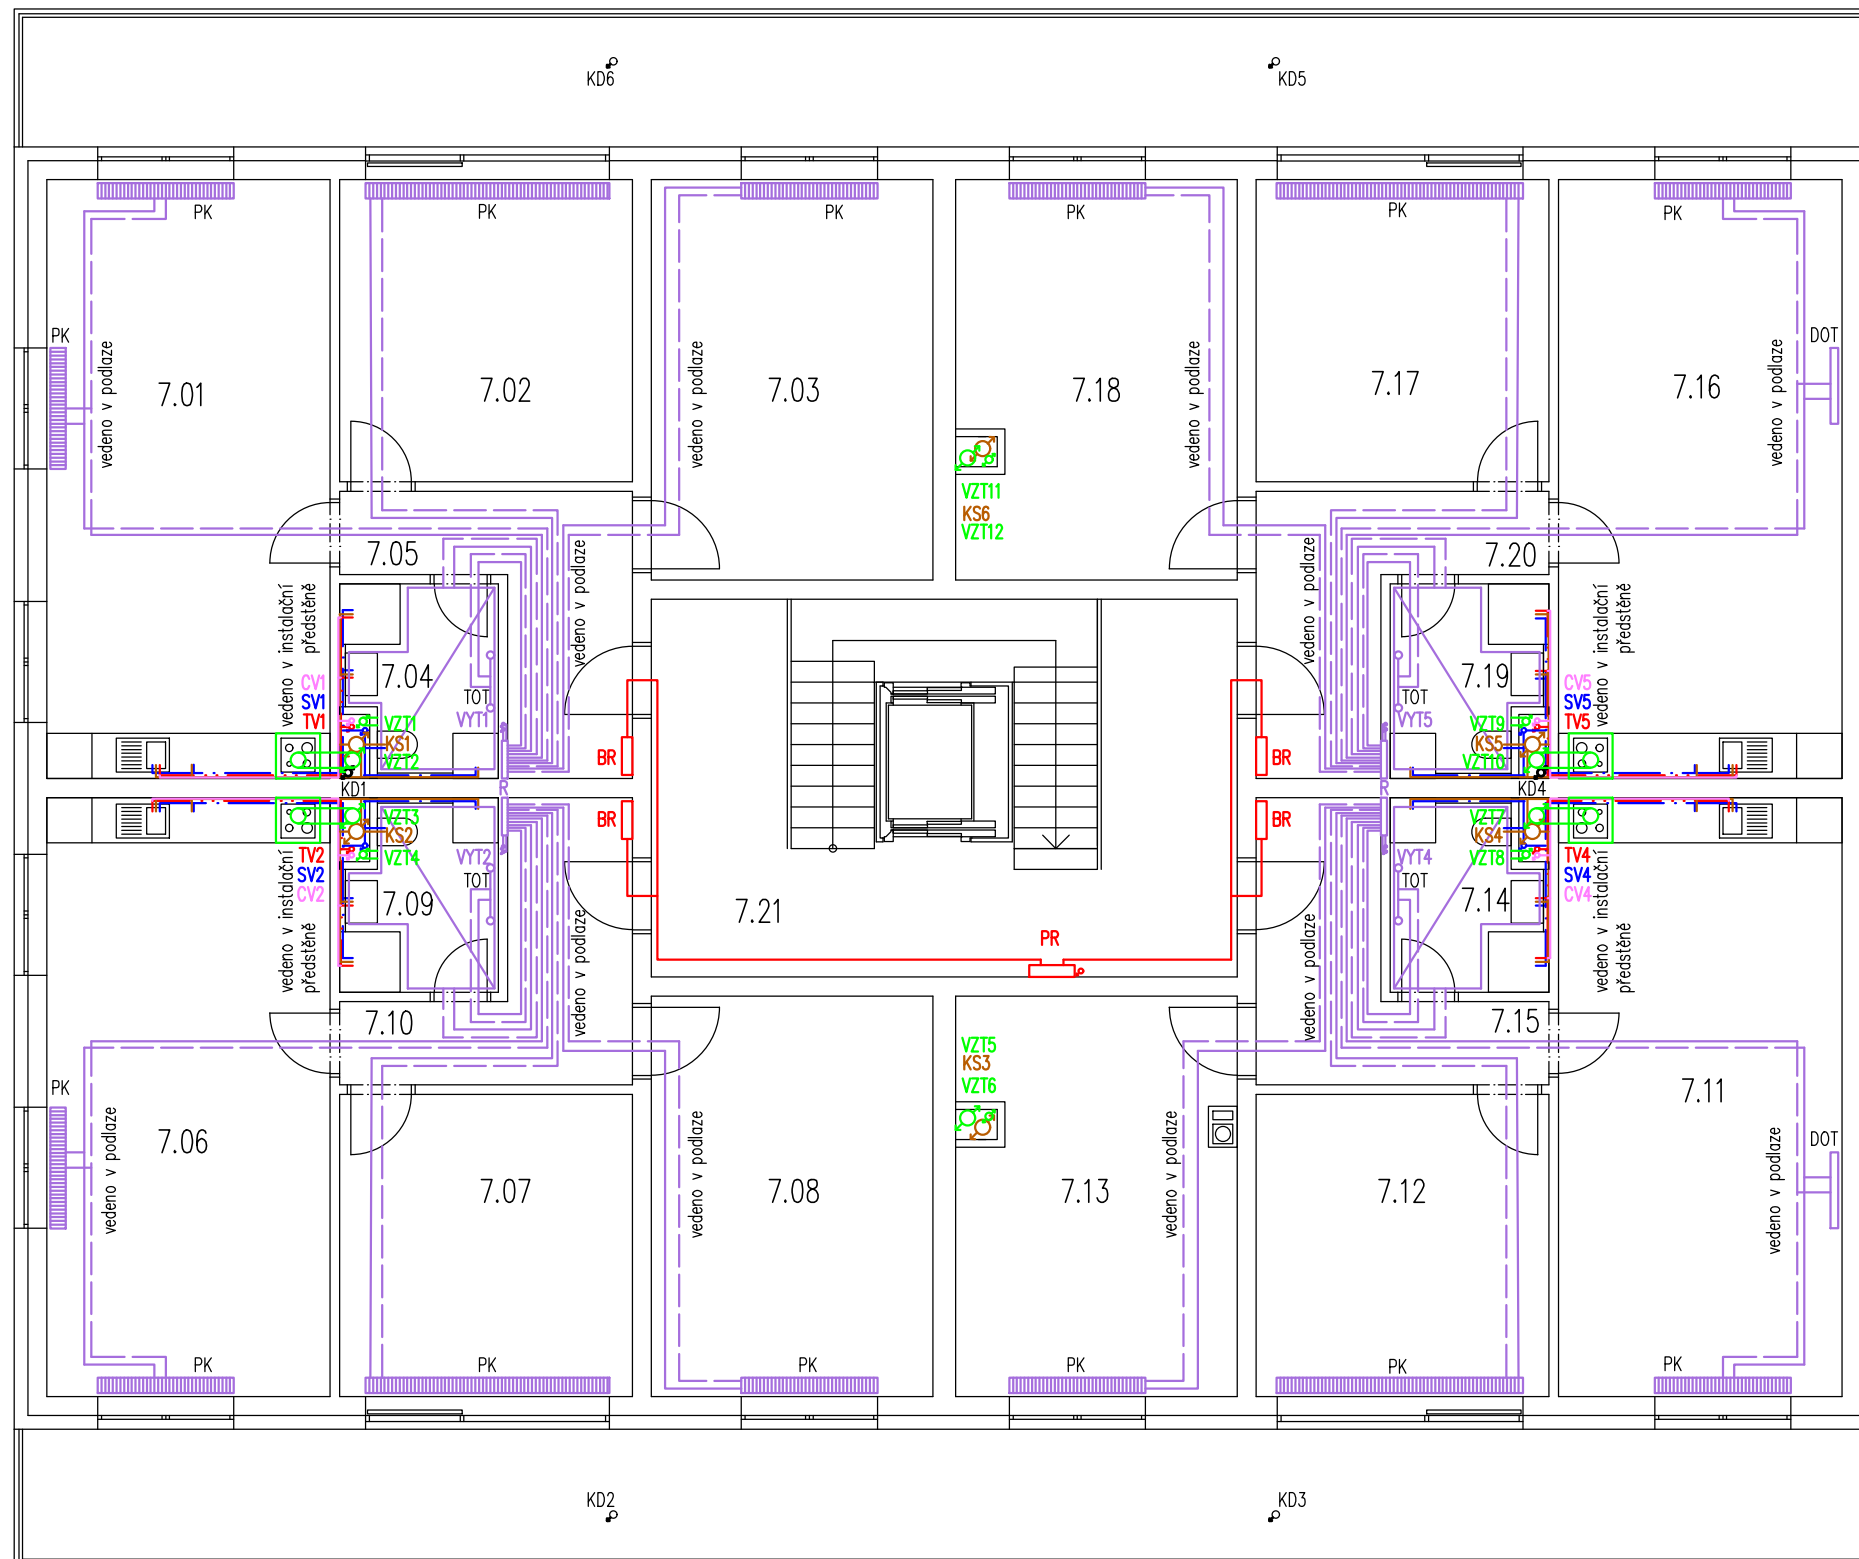 KD6
KD5
PK
PK
PK
PK
PK
PK
PK
vedeno v podlaze
7.01
7.02
vedeno v podlaze
7.03
7.18
vedeno v podlaze
7.17
7.16
vedeno v podlaze
DOT
VZT11
KS6
VZT12
7.05
vedeno v podlaze
vedeno v podlaze
7.20
vedeno v instalační
předstěně
vedeno v instalační
předstěně
7.04
7.19
CV1
SV1
TV1
TOT
VYT1
TOT
VYT5
CV5
SV5
TV5
VZT1
KS1
VZT2
VZT9
KS5
VZT10
BR
BR
KD1
R
R
KD4
VZT3
KS2
VZT4
BR
BR
VZT7
KS4
VZT8
TV2
SV2
CV2
VYT2
TOT
VYT4
TOT
TV4
SV4
CV4
7.09
7.21
7.14
vedeno v instalační
předstěně
vedeno v podlaze
PR
vedeno v podlaze
vedeno v instalační
předstěně
7.10
7.15
VZT5
KS3
VZT6
PK
7.06
vedeno v podlaze
7.07
vedeno v podlaze
7.08
7.13
vedeno v podlaze
7.12
7.11
vedeno v podlaze
DOT
PK
PK
PK
PK
PK
PK
KD2
KD3